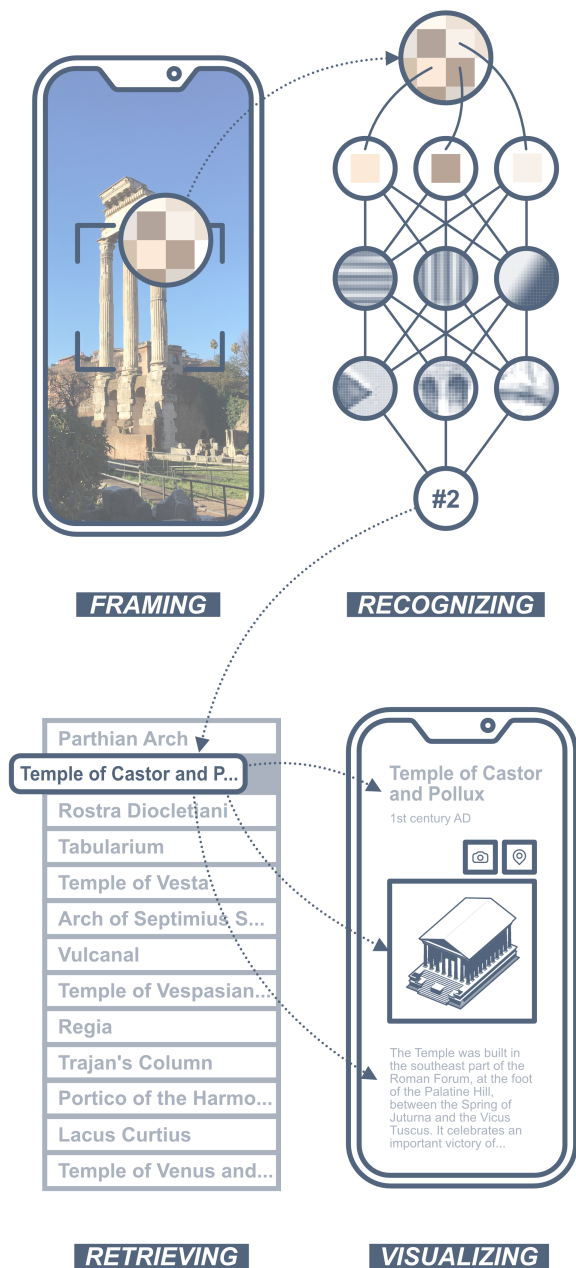 #2
FRAMING
RECOGNIZING
Parthian Arch
Temple of Castor and P...
Rostra Diocletiani
Tabularium
Temple of Vesta
Arch of Septimius S...
Vulcanal
Temple of Vespasian...
Regia
Trajan's Column
Portico of the Harmo...
Lacus Curtius
Temple of Venus and...
Temple of Castor
and Pollux
1st century AD
The Temple was built in
the southeast part of the
Roman Forum, at the foot
of the Palatine Hill,
between the Spring of
Juturna and the Vicus
Tuscus. It celebrates an
important victory of...
RETRIEVING
VISUALIZING